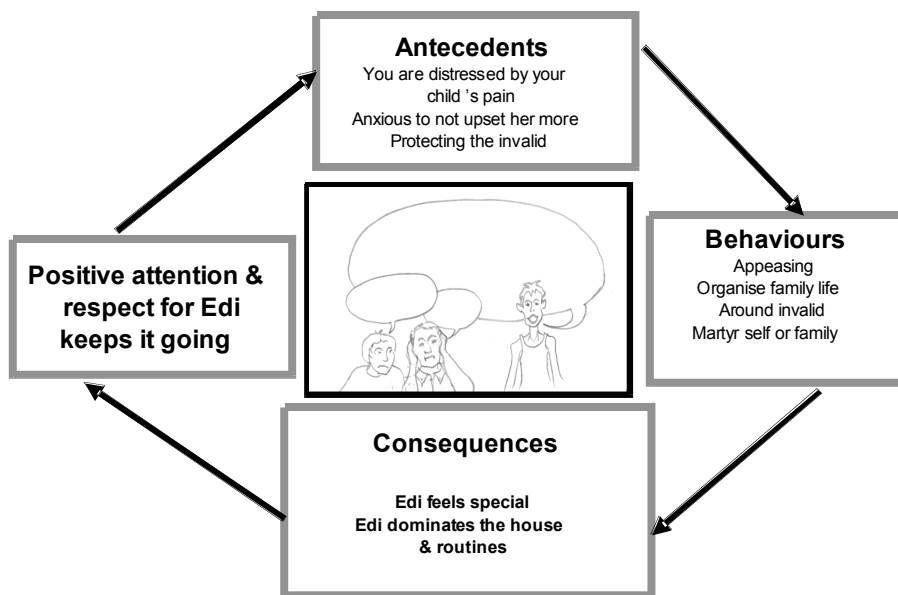 Antecedents
You are distressed by your
child ’s pain
Anxious to not upset her more
Protecting the invalid
Behaviours
Appeasing
Organise family life
Around invalid
Martyr self or family
Consequences
Edi feels special
Edi dominates the house
& routines
Positive attention &
respect for Edi
keeps it going